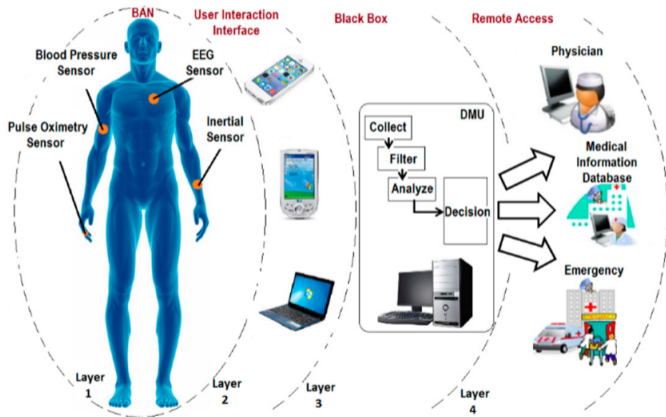 BAN
User Interaction
Interface
Black Box
Remote Access
Blood Pressure
Sensor
EEG
Sensor
Pulse Oximetry
Sensor
Inertial
Sensor
DMU
Collect
Filter
Analyze
Decision
Physician
Medical
Information
Database
Emergency
Layer
1
Layer
2
Layer
3
Layer
4